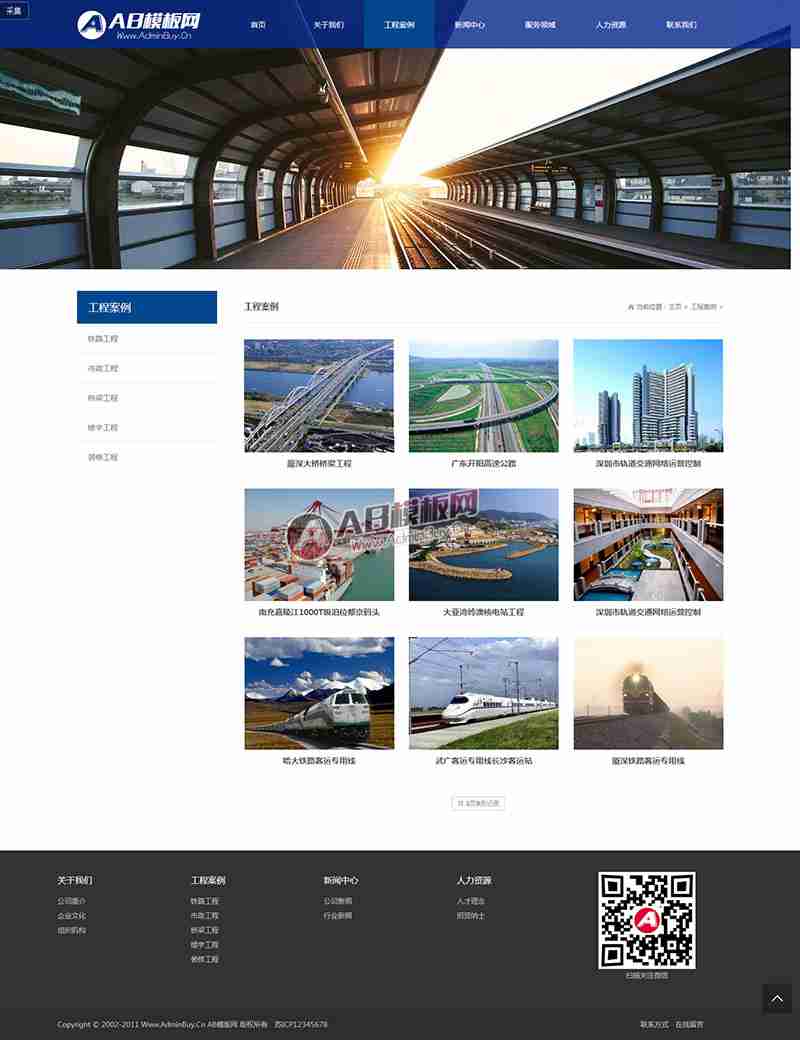 采集
AB模板网
Www.AdminBuy.Cn
首页 关于我们 工程案例 新闻中心 服务领域 人力资源 联系我们
工程案例
铁路工程
市政工程
桥梁工程
楼宇工程
装修工程
工程案例
当前位置：主页 > 工程案例 >
厦深大桥桥梁工程
广东开阳高速公路
深圳市轨道交通网络运营控制
AB模板网
Www.AdminBuy.Cn
南充嘉陵江1000T级泊位都京码头
大亚湾岭澳核电站工程
深圳市轨道交通网络运营控制
哈大铁路客运专用线
武广客运专用线长沙客运站
厦深铁路客运专用线
共 1页9条记录
关于我们
公司简介
企业文化
组织机构
工程案例
铁路工程
市政工程
桥梁工程
楼宇工程
装修工程
新闻中心
公司新闻
行业新闻
人力资源
人才理念
招贤纳士
扫描关注微信
Copyright © 2002-2011 Www.AdminBuy.Cn AB模板网 版权所有 苏ICP12345678
联系方式 - 在线留言